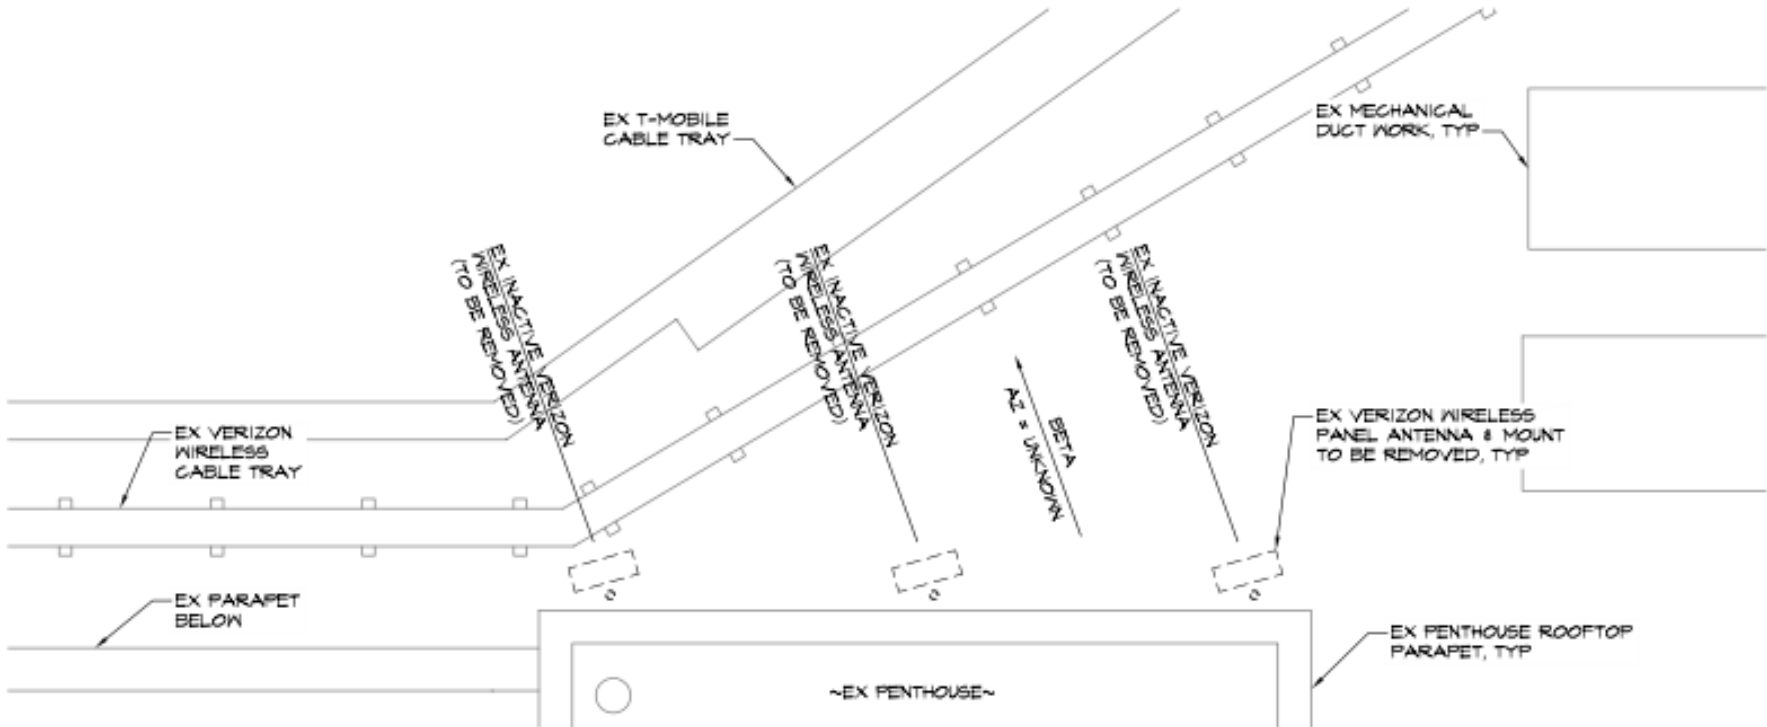 EX T-MOBILE
CABLE TRAY
EX MECHANICAL
DUCT WORK, TYP
EX INACTIVE VERIZON
WIRELESS ANTENNA
(TO BE REMOVED)
EX INACTIVE VERIZON
WIRELESS ANTENNA
(TO BE REMOVED)
EX INACTIVE VERIZON
WIRELESS ANTENNA
(TO BE REMOVED)
BETA
AZ = UNKNOWN
EX VERIZON
WIRELESS
CABLE TRAY
EX VERIZON WIRELESS
PANEL ANTENNA & MOUNT
TO BE REMOVED, TYP
EX PARAPET
BELOW
EX PENTHOUSE ROOFTOP
PARAPET, TYP
~EX PENTHOUSE~